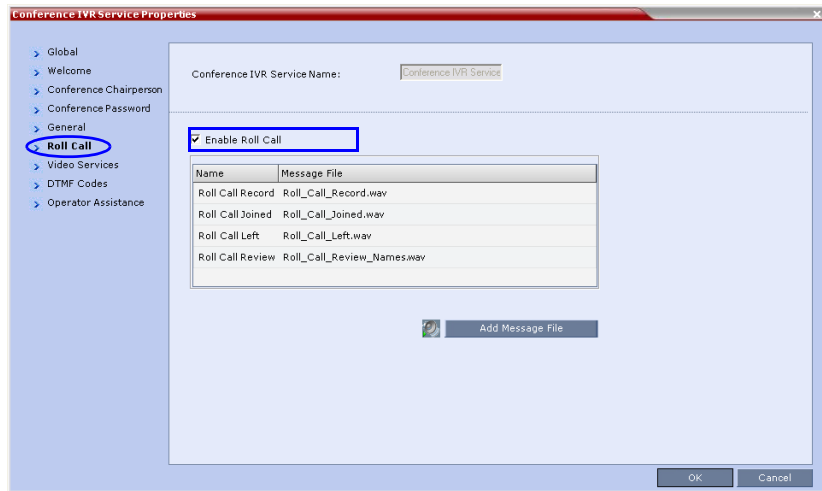 Conference IVR Service Properties
Global
Welcome
Conference Chairperson
Conference Password
General
Roll Call
Video Services
DTMF Codes
Operator Assistance
Conference IVR Service Name: Conference IVR Service
Enable Roll Call
Name Message File
Roll Call Record Roll_Call_Record.wav
Roll Call Joined Roll_Call_Joined.wav
Roll Call Left Roll_Call_Left.wav
Roll Call Review Roll_Call_Review_Names.wav
Add Message File
OK Cancel